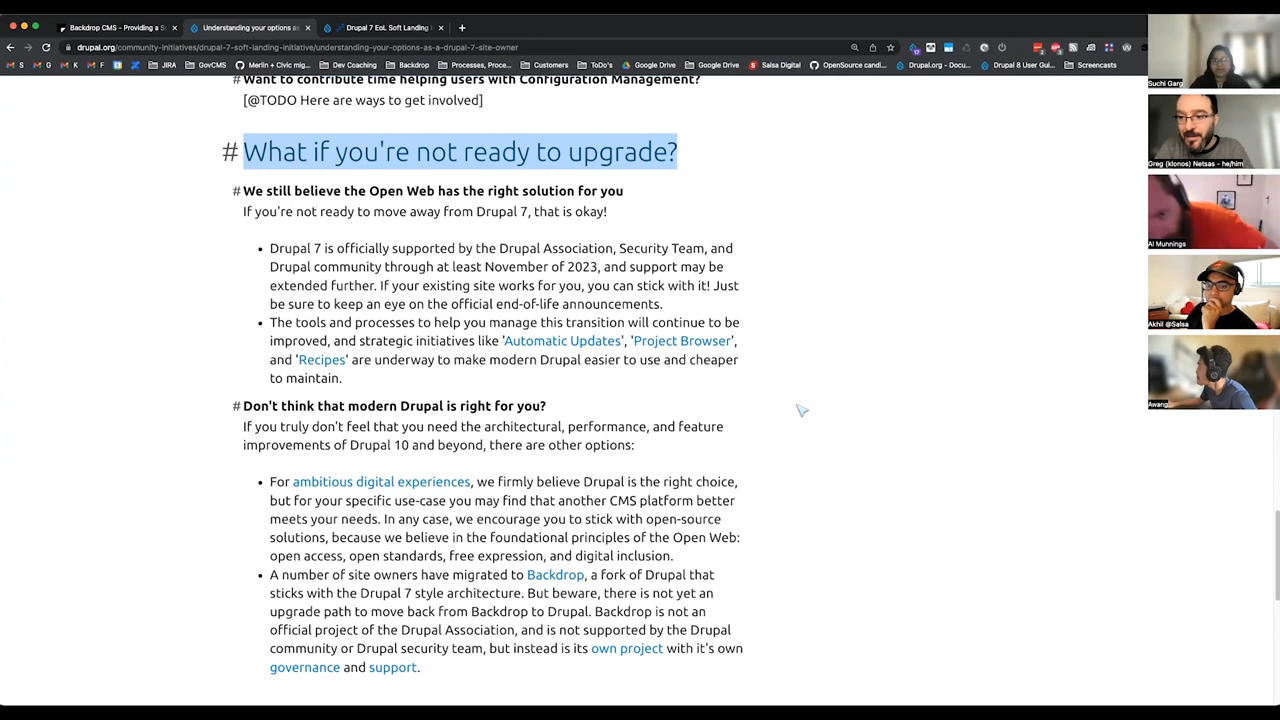 Backdrop CMS - Providing a S
Understanding your options as
Drupal 7 EoL Soft Landing
drupal.org/community-initiatives/drupal-7-soft-landing-initiative/understanding-your-options-as-a-drupal-7-site-owner
S G K F JIRA GovCMS Merlin + Civic mig... Dev Coaching Backdrop Processes, Proce... Customers ToDo's Google Drive Google Drive Salsa Digital OpenSource candi... Drupal.org - Docu... Drupal 8 User Gui... Screencasts
# Want to contribute time helping users with Configuration Management?
[@TODO Here are ways to get involved]
# What if you're not ready to upgrade?
# We still believe the Open Web has the right solution for you
If you're not ready to move away from Drupal 7, that is okay!
• Drupal 7 is officially supported by the Drupal Association, Security Team, and
Drupal community through at least November of 2023, and support may be
extended further. If your existing site works for you, you can stick with it! Just
be sure to keep an eye on the official end-of-life announcements.
• The tools and processes to help you manage this transition will continue to be
improved, and strategic initiatives like 'Automatic Updates', 'Project Browser',
and 'Recipes' are underway to make modern Drupal easier to use and cheaper
to maintain.
# Don't think that modern Drupal is right for you?
If you truly don't feel that you need the architectural, performance, and feature
improvements of Drupal 10 and beyond, there are other options:
• For ambitious digital experiences, we firmly believe Drupal is the right choice,
but for your specific use-case you may find that another CMS platform better
meets your needs. In any case, we encourage you to stick with open-source
solutions, because we believe in the foundational principles of the Open Web:
open access, open standards, free expression, and digital inclusion.
• A number of site owners have migrated to Backdrop, a fork of Drupal that
sticks with the Drupal 7 style architecture. But beware, there is not yet an
upgrade path to move back from Backdrop to Drupal. Backdrop is not an
official project of the Drupal Association, and is not supported by the Drupal
community or Drupal security team, but instead is its own project with it's own
governance and support.
Suchi Garg
Greg (klonos) Netsas - he/him
Al Munnings
Akhil @Salsa
Awang